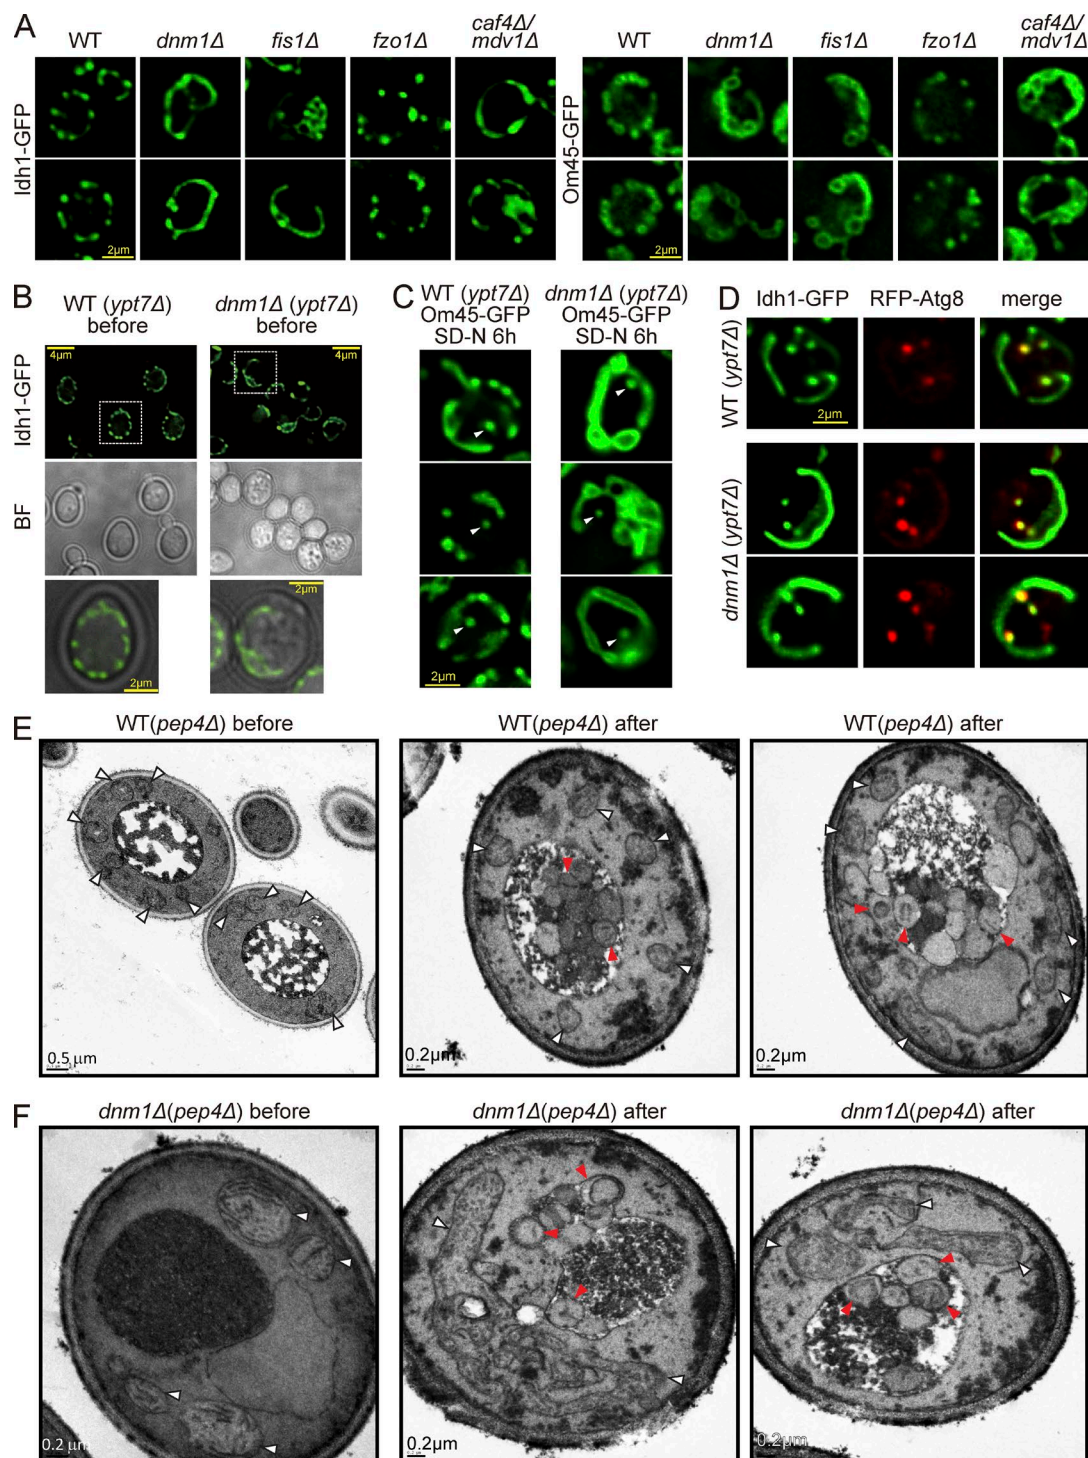 A
WT
dnm1Δ
fis1Δ
fzo1Δ
caf4Δ/
mdv1Δ
WT
dnm1Δ
fis1Δ
fzo1Δ
caf4Δ/
mdv1Δ
Idh1-GFP
2µm
Om45-GFP
2µm
B
WT (ypt7Δ)
before
dnm1Δ (ypt7Δ)
before
Idh1-GFP
4µm
4µm
BF
2µm
2µm
C
WT (ypt7Δ)
Om45-GFP
SD-N 6h
dnm1Δ (ypt7Δ)
Om45-GFP
SD-N 6h
2µm
D
Idh1-GFP
RFP-Atg8
merge
WT (ypt7Δ)
2µm
dnm1Δ (ypt7Δ)
E
WT(pep4Δ) before
WT(pep4Δ) after
WT(pep4Δ) after
0.5 µm
0.2µm
0.2µm
F
dnm1Δ(pep4Δ) before
dnm1Δ(pep4Δ) after
dnm1Δ(pep4Δ) after
0.2 µm
0.2µm
0.2µm